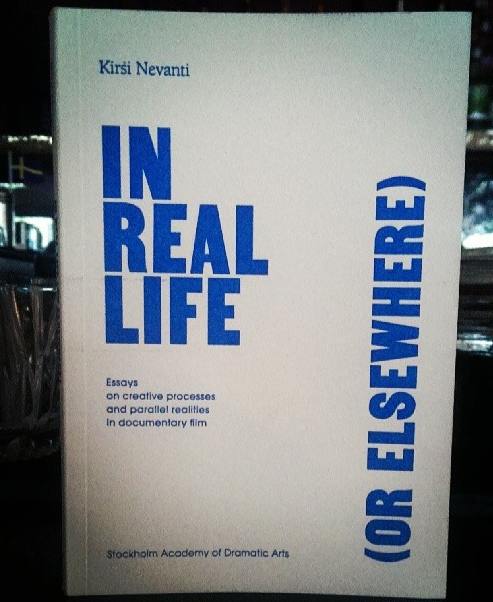 Kirsi Nevanti
IN
REAL
LIFE
(OR ELSEWHERE)
Essays
on creative processes
and parallel realities
in documentary film
Stockholm Academy of Dramatic Arts